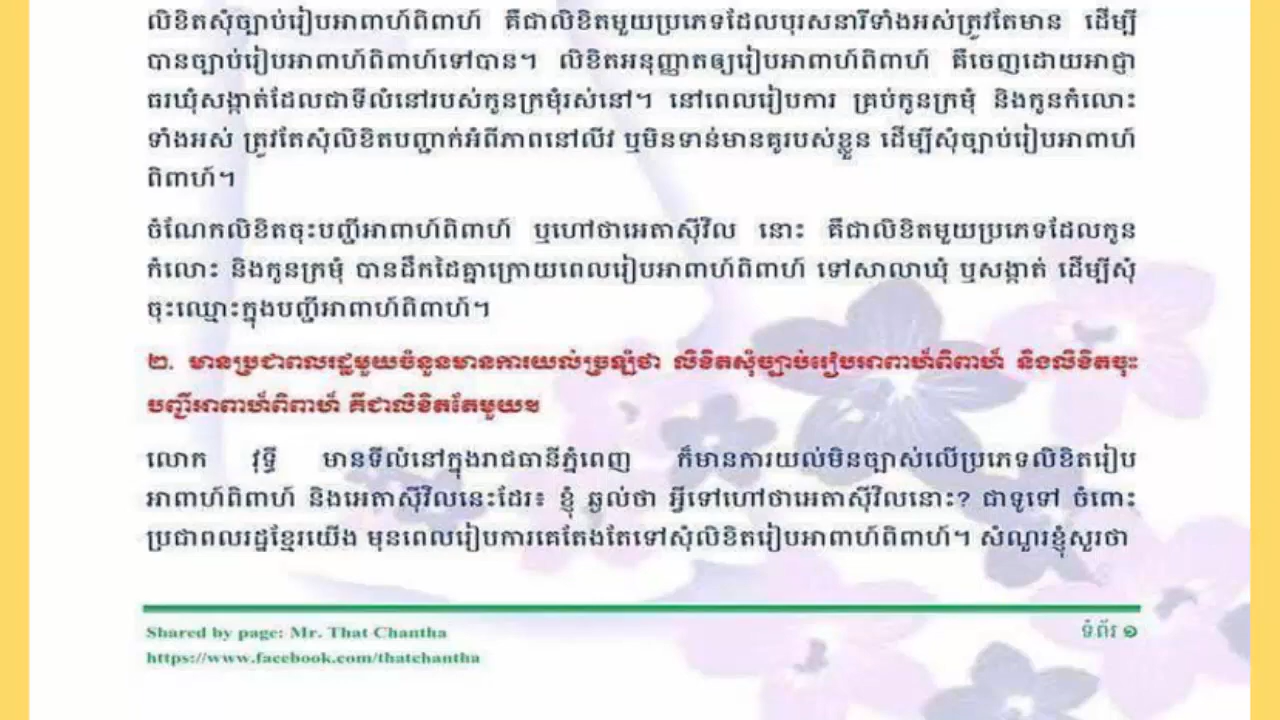 លិខិតសុំច្បាប់រៀបអាពាហ៍ពិពាហ៍ គឺជាលិខិតមួយប្រភេទដែលបុរសនារីទាំងអស់ត្រូវតែមាន ដើម្បី
បានច្បាប់រៀបអាពាហ៍ពិពាហ៍ទៅបាន។ លិខិតអនុញ្ញាតឲ្យរៀបអាពាហ៍ពិពាហ៍ គឺចេញដោយអាជ្ញា
ធរឃុំសង្កាត់ដែលជាទីលំនៅរបស់កូនក្រមុំរស់នៅ។ នៅពេលរៀបការ គ្រប់កូនក្រមុំ និងកូនកំលោះ
ទាំងអស់ ត្រូវតែសុំលិខិតបញ្ជាក់អំពីភាពនៅលីវ ឬមិនទាន់មានគូរបស់ខ្លួន ដើម្បីសុំច្បាប់រៀបអាពាហ៍
ពិពាហ៍។
ចំណែកលិខិតចុះបញ្ជីអាពាហ៍ពិពាហ៍ ឬហៅថាអេតាស៊ីវីល នោះ គឺជាលិខិតមួយប្រភេទដែលកូន
កំលោះ និងកូនក្រមុំ បានដឹកដៃគ្នាក្រោយពេលរៀបអាពាហ៍ពិពាហ៍ ទៅសាលាឃុំ ឬសង្កាត់ ដើម្បីសុំ
ចុះឈ្មោះក្នុងបញ្ជីអាពាហ៍ពិពាហ៍។
២. មានប្រជាពលរដ្ឋមួយចំនួនមានការយល់ច្រឡំថា លិខិតសុំច្បាប់រៀបអាពាហ៍ពិពាហ៍ និងលិខិតចុះ
បញ្ជីអាពាហ៍ពិពាហ៍ គឺជាលិខិតតែមួយ។
លោក វុទ្ធី មានទីលំនៅក្នុងរាជធានីភ្នំពេញ ក៏មានការយល់មិនច្បាស់លើប្រភេទលិខិតរៀប
អាពាហ៍ពិពាហ៍ និងអេតាស៊ីវីលនេះដែរ៖ ខ្ញុំ ឆ្ងល់ថា អ្វីទៅហៅថាអេតាស៊ីវីលនោះ? ជាទូទៅ ចំពោះ
ប្រជាពលរដ្ឋខ្មែរយើង មុនពេលរៀបការគេតែងតែទៅសុំលិខិតរៀបអាពាហ៍ពិពាហ៍។ សំណួរខ្ញុំសួរថា
Shared by page: Mr. That Chantha
ទំព័រ ១
https://www.facebook.com/thatchantha